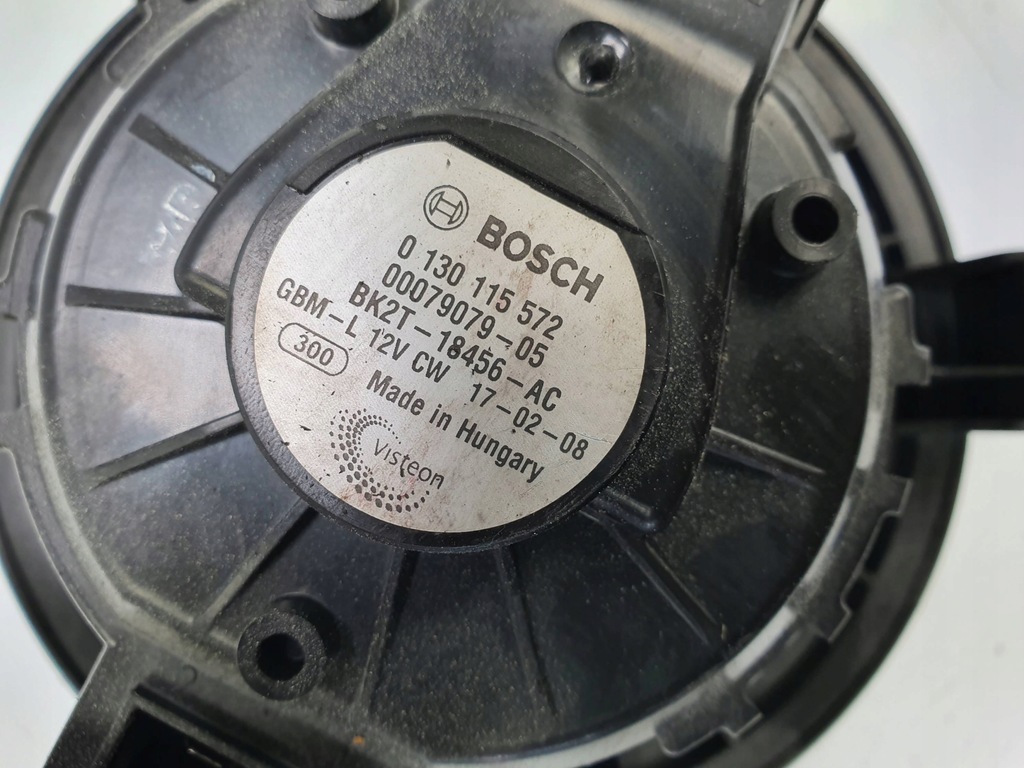 BOSCH
0 130 115 572
00079079-05
BK2T-18456-AC
GBM-L 12V CW 17-02-08
300
Made in Hungary
Visteon